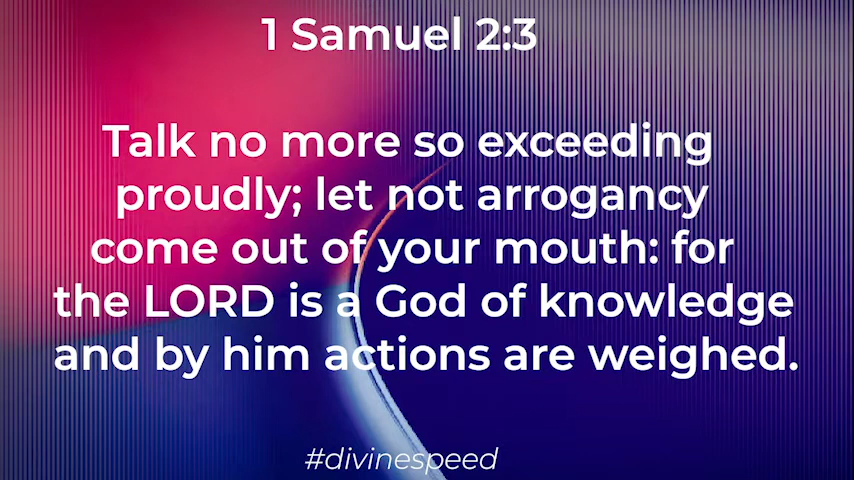 1 Samuel 2:3
Talk no more so exceeding
proudly; let not arrogancy
come out of your mouth: for
the LORD is a God of knowledge
and by him actions are weighed.
#divinespeed